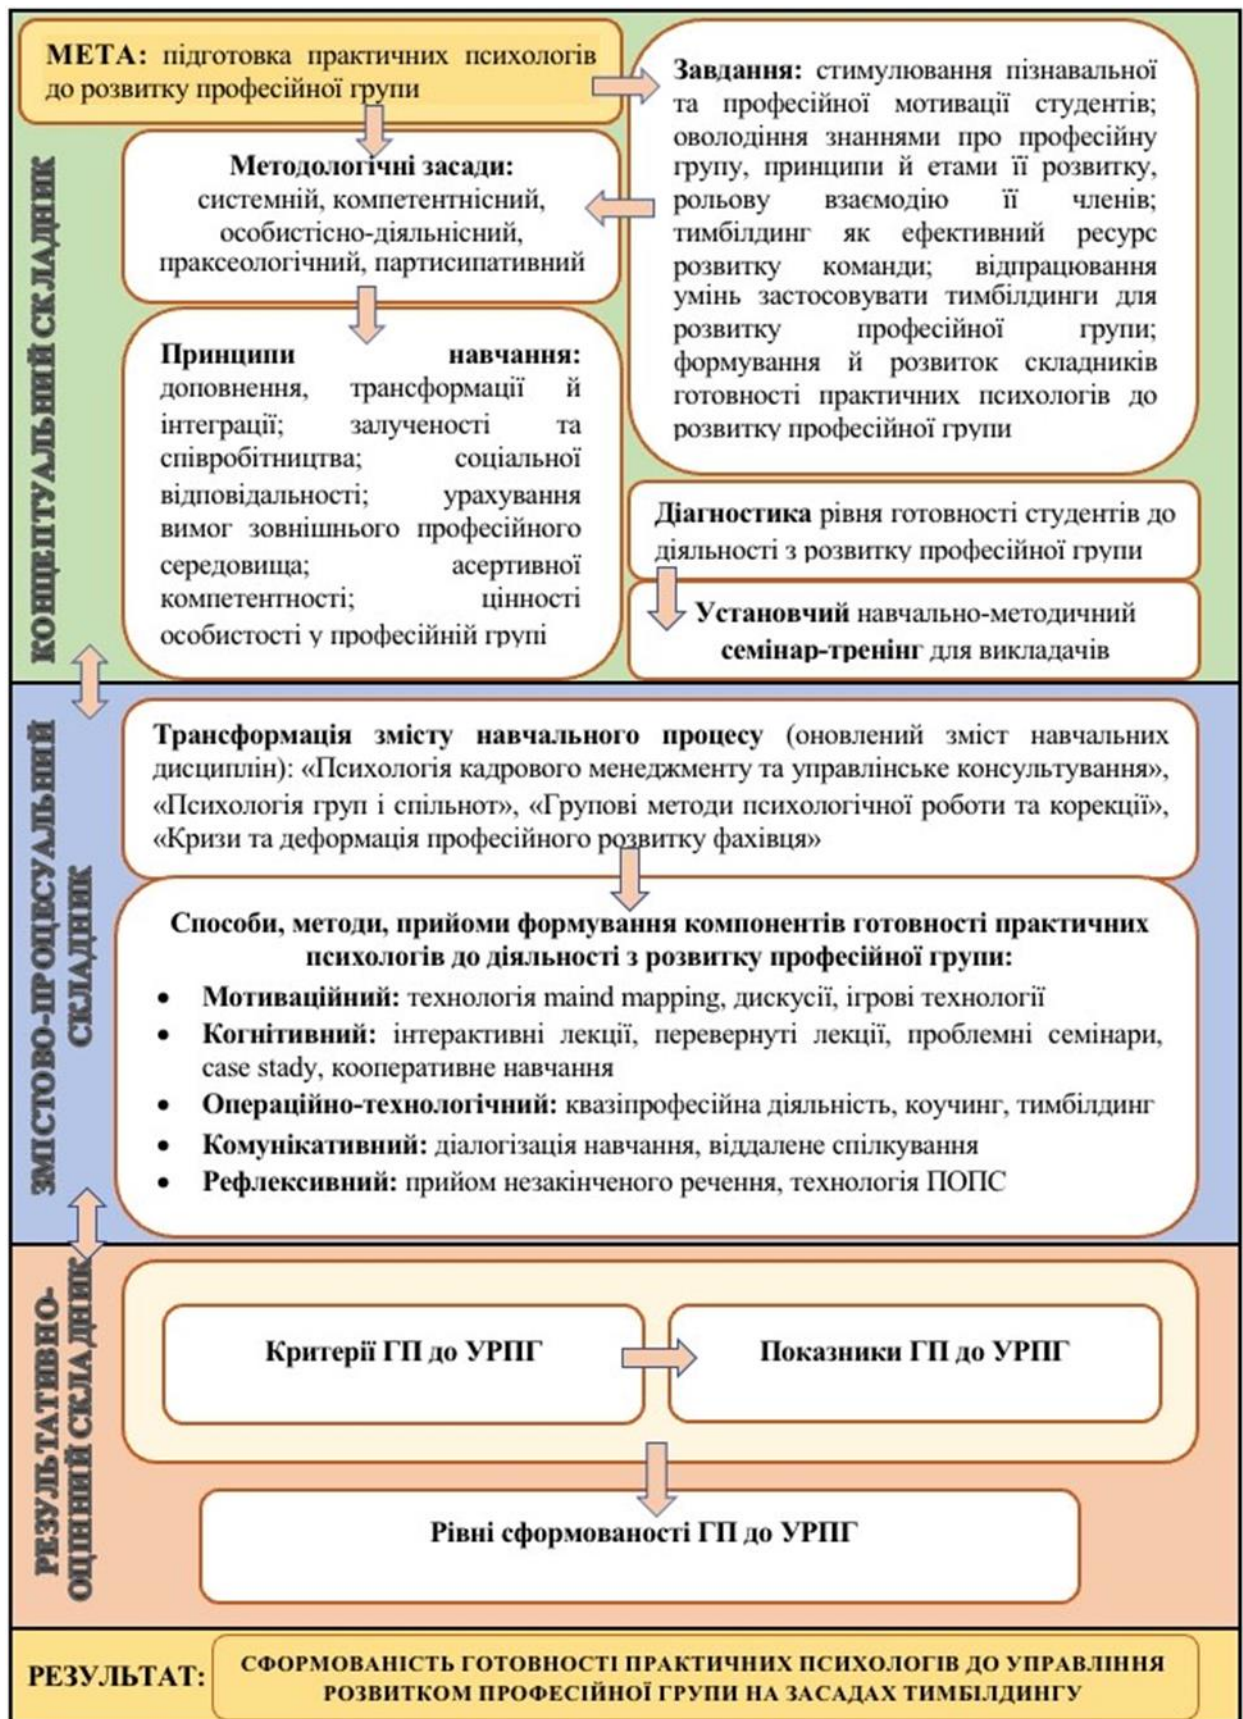 МЕТА: підготовка практичних психологів
до розвитку професійної групи
Завдання: стимулювання пізнавальної
та професійної мотивації студентів;
оволодіння знаннями про професійну
групу, принципи й етами її розвитку,
рольову взаємодію її членів;
тимбілдинг як ефективний ресурс
розвитку команди; відпрацювання
умінь застосовувати тимбілдинги для
розвитку професійної групи;
формування й розвиток складників
готовності практичних психологів до
розвитку професійної групи
Методологічні засади:
системній, компетентнісний,
особистісно-діяльнісний,
праксеологічний, партисипативний
Принципи навчання:
доповнення, трансформації й
інтеграції; залученості та
співробітництва; соціальної
відповідальності; урахування
вимог зовнішнього професійного
середовища; асертивної
компетентності; цінності
особистості у професійній групі
Діагностика рівня готовності студентів до
діяльності з розвитку професійної групи
Установчий навчально-методичний
семінар-тренінг для викладачів
КОНЦЕПТУАЛЬНИЙ СКЛАДНИК
Трансформація змісту навчального процесу (оновлений зміст навчальних
дисциплін): «Психологія кадрового менеджменту та управлінське консультування»,
«Психологія груп і спільнот», «Групові методи психологічної роботи та корекції»,
«Кризи та деформація професійного розвитку фахівця»
Способи, методи, прийоми формування компонентів готовності практичних
психологів до діяльності з розвитку професійної групи:
• Мотиваційний: технологія maind mapping, дискусії, ігрові технології
• Когнітивний: інтерактивні лекції, перевернуті лекції, проблемні семінари,
case stady, кооперативне навчання
• Операційно-технологічний: квазіпрофесійна діяльність, коучинг, тимбілдинг
• Комунікативний: діалогізація навчання, віддалене спілкування
• Рефлексивний: прийом незакінченого речення, технологія ПОПС
ЗМІСТОВО-ПРОЦЕСУАЛЬНИЙ
СКЛАДНИК
Критерії ГП до УРПГ
Показники ГП до УРПГ
Рівні сформованості ГП до УРПГ
РЕЗУЛЬТАТИВНО-
ОЦІННИЙ СКЛАДНИК
РЕЗУЛЬТАТ:
СФОРМОВАНІСТЬ ГОТОВНОСТІ ПРАКТИЧНИХ ПСИХОЛОГІВ ДО УПРАВЛІННЯ
РОЗВИТКОМ ПРОФЕСІЙНОЇ ГРУПИ НА ЗАСАДАХ ТИМБІЛДИНГУ